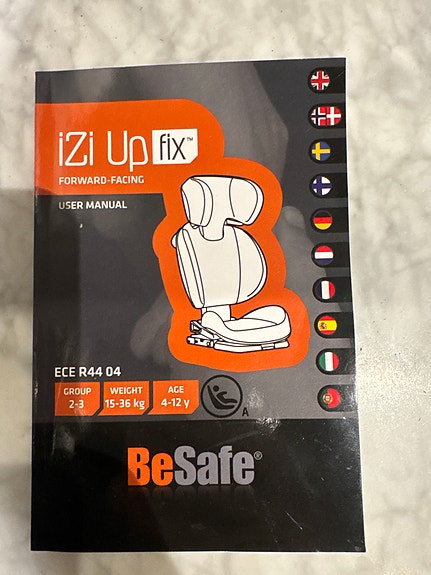 iZi Up fix™
FORWARD-FACING
USER MANUAL
ECE R44 04
GROUP
2-3
WEIGHT
15-36 kg
AGE
4-12 y
A
BeSafe®